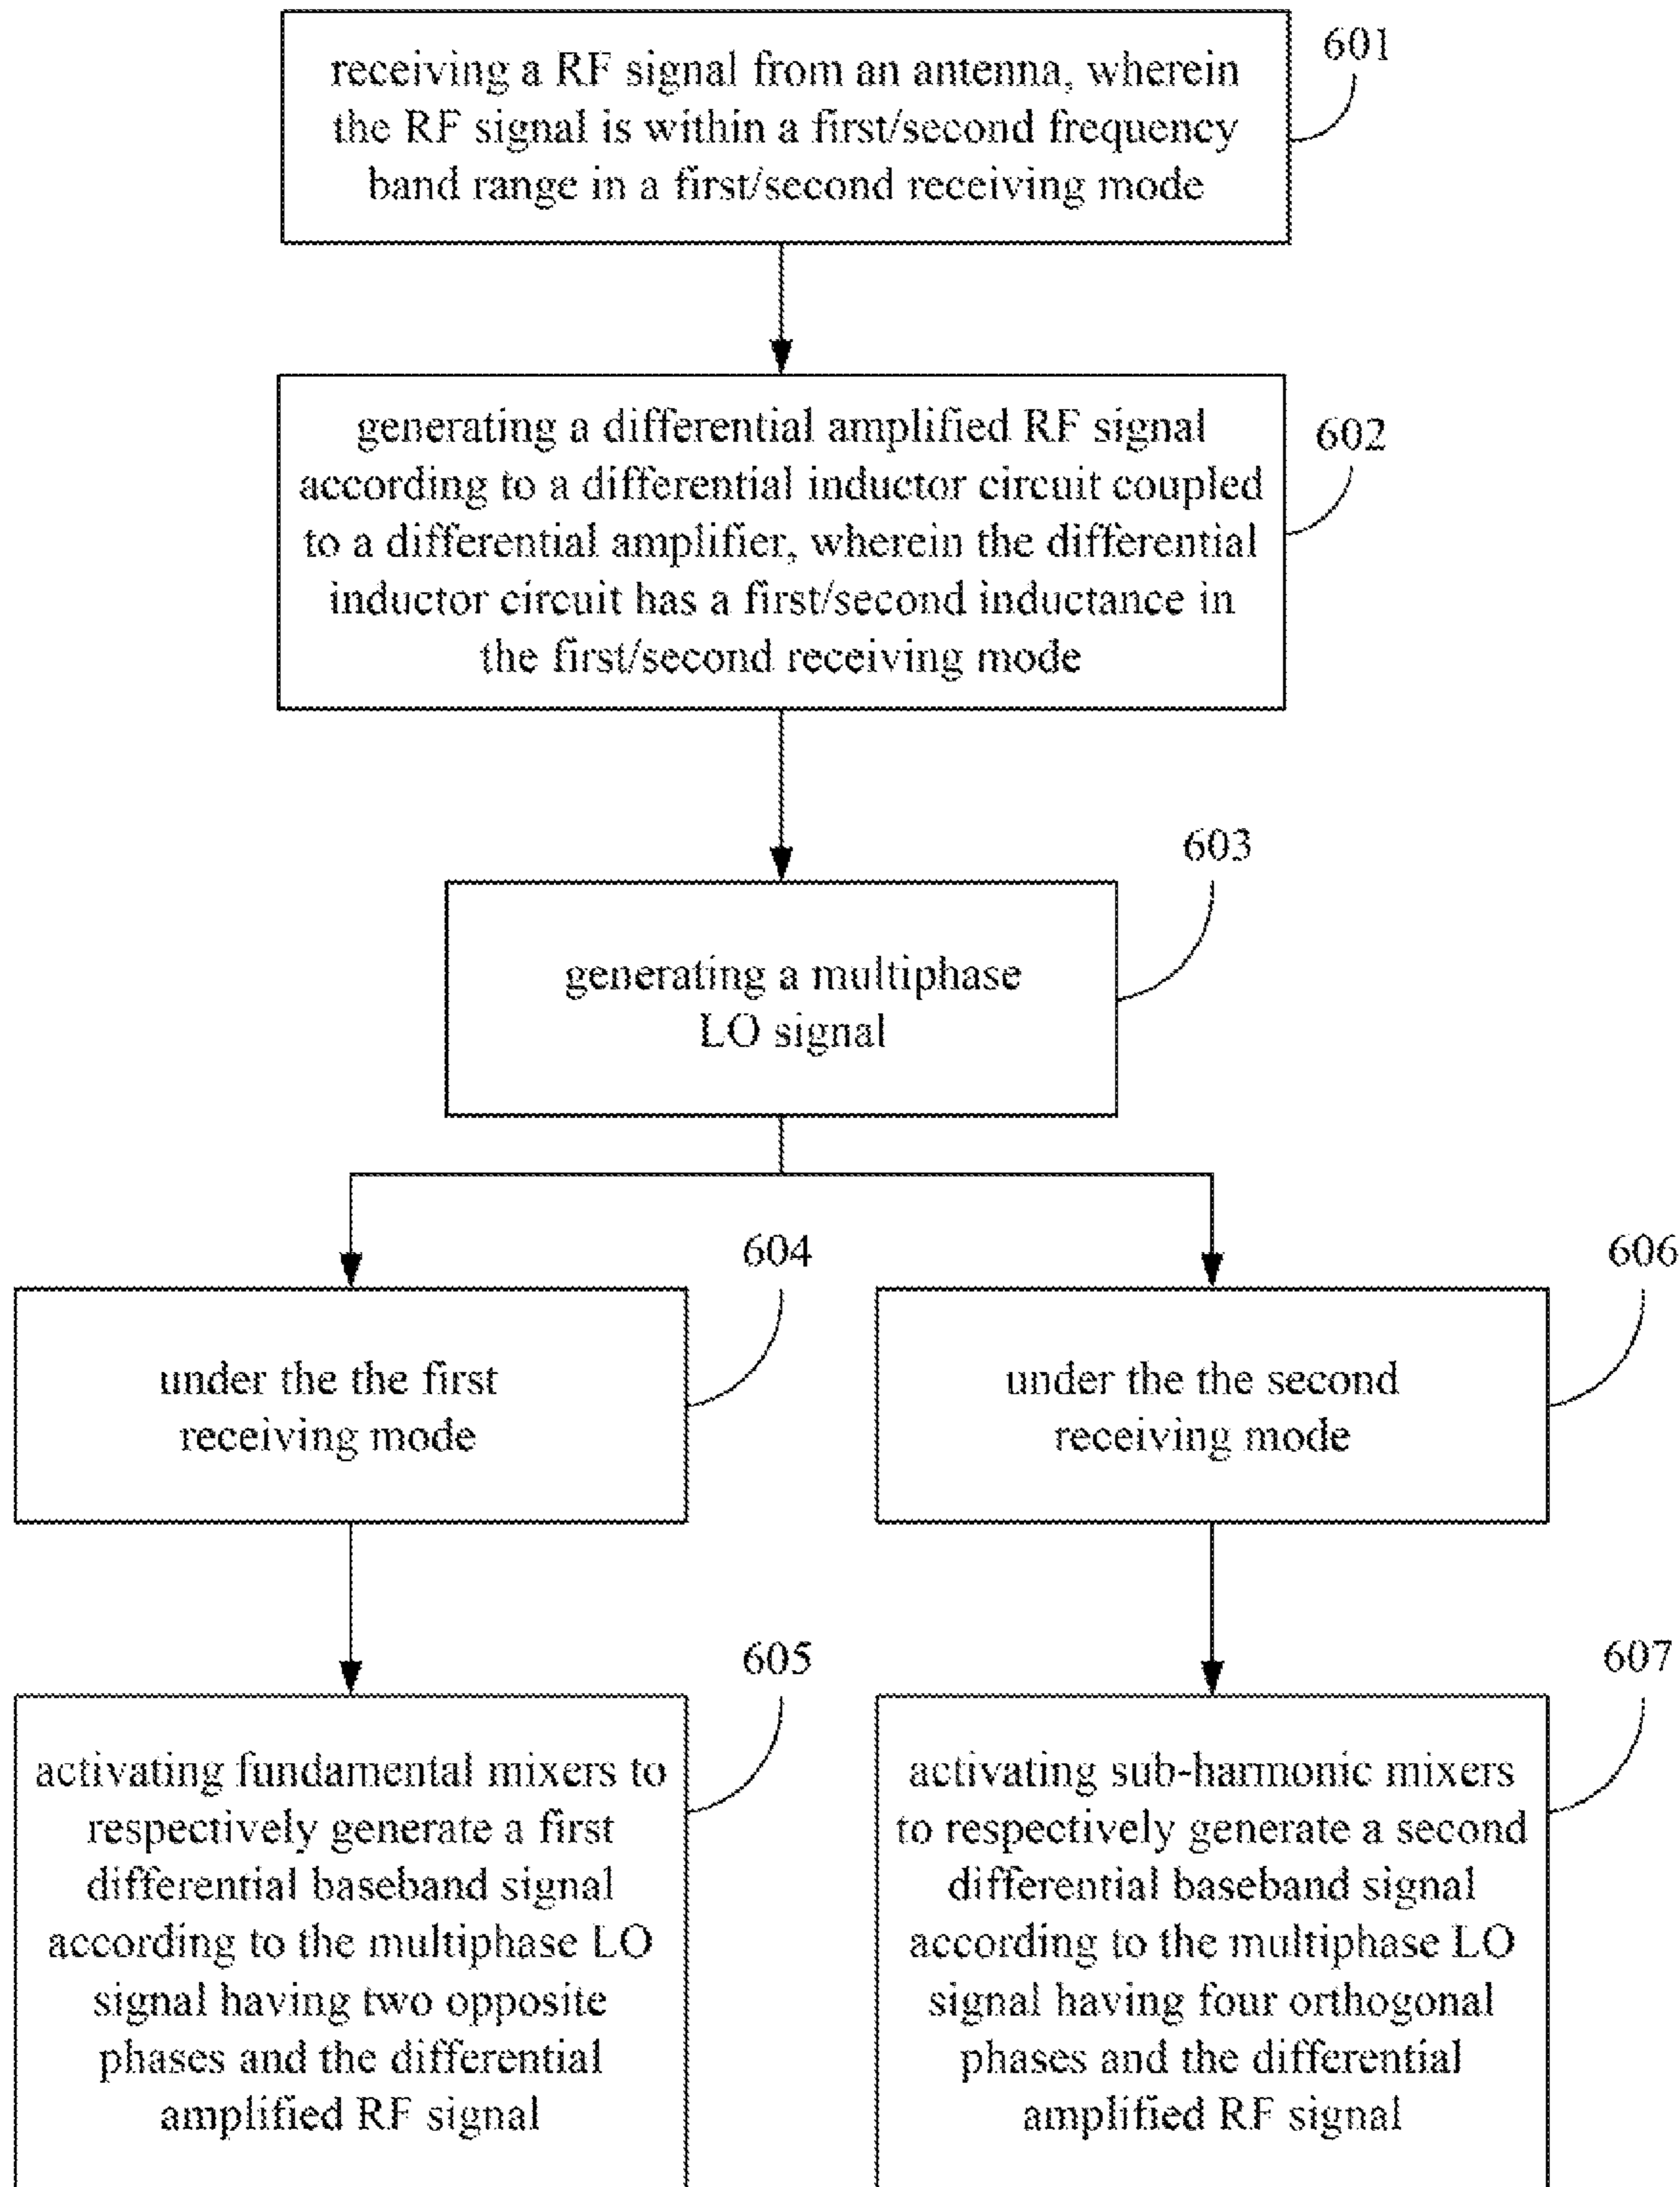 receiving a RF signal from an antenna, wherein
the RF signal is within a first/second frequency
band range in a first/second receiving mode
601
generating a differential amplified RF signal
according to a differential inductor circuit coupled
to a differential amplifier, wherein the differential
inductor circuit has a first/second inductance in
the first/second receiving mode
602
generating a multiphase
LO signal
603
under the the first
receiving mode
604
under the the second
receiving mode
606
activating fundamental mixers to
respectively generate a first
differential baseband signal
according to the multiphase LO
signal having two opposite
phases and the differential
amplified RF signal
605
activating sub-harmonic mixers
to respectively generate a second
differential baseband signal
according to the multiphase LO
signal having four orthogonal
phases and the differential
amplified RF signal
607